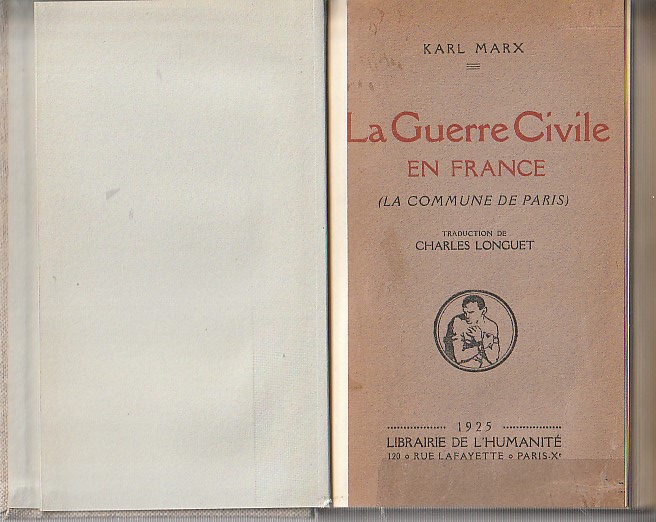 KARL MARX
La Guerre Civile
EN FRANCE
(LA COMMUNE DE PARIS)
TRADUCTION DE
CHARLES LONGUET
1925
LIBRAIRIE DE L'HUMANITÉ
120 o RUE LAFAYETTE o PARIS-Xe